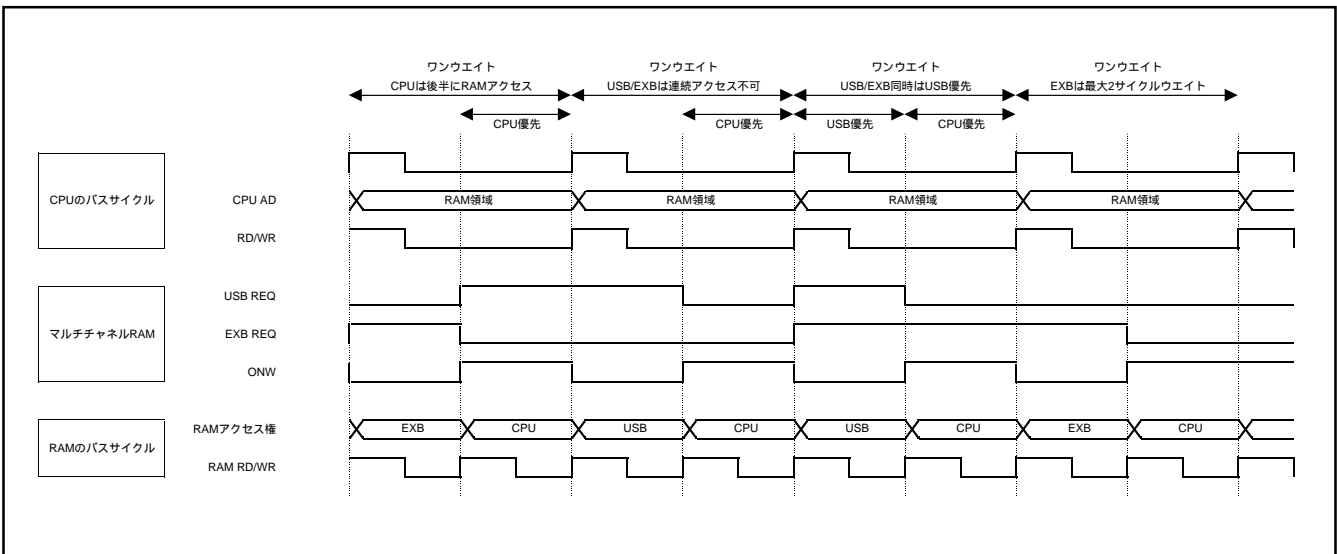 ワンウエイト
CPUは後半にRAMアクセス
ワンウエイト
USB/EXBは連続アクセス不可
ワンウエイト
USB/EXB同時はUSB優先
ワンウエイト
EXBは最大2サイクルウエイト
CPU優先
CPU優先
USB優先
CPU優先
CPUのバスサイクル
CPU AD
RAM領域
RAM領域
RAM領域
RAM領域
RD/WR
マルチチャネルRAM
USB REQ
EXB REQ
ONW
RAMのバスサイクル
RAMアクセス権
EXB
CPU
USB
CPU
USB
CPU
EXB
CPU
RAM RD/WR